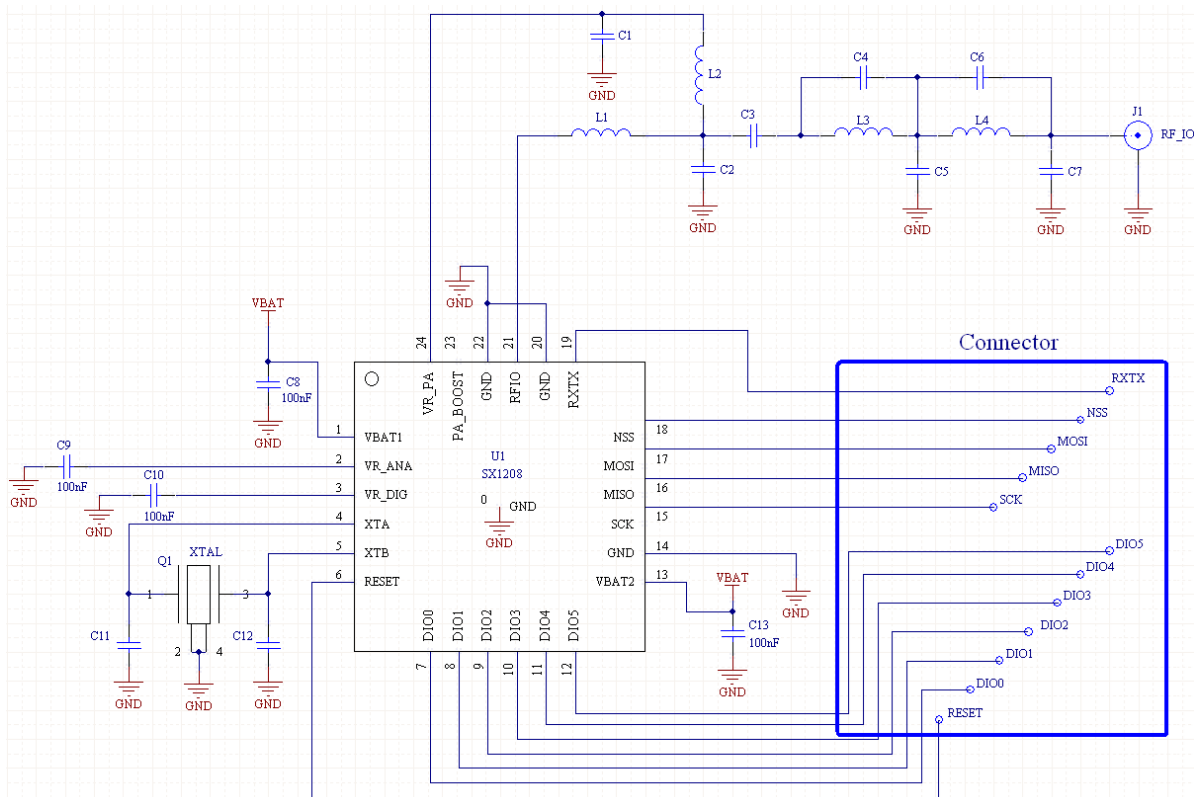 C1
L2
GND
C4
C6
L1
C3
L3
L4
J1
RF_IO
C2
C5
C7
GND
GND
GND
GND
GND
VBAT
24
23
22
21
20
19
Connector
C8
100nF
VR_PA
PA_BOOST
GND
RFIO
GND
RXTX
RXTX
NSS
GND
1
VBAT1
NSS
18
MOSI
C9
2
VR_ANA
U1
MOSI
17
MISO
100nF
C10
SX1208
GND
3
VR_DIG
0
GND
MISO
16
SCK
100nF
GND
4
XTA
GND
SCK
15
XTAL
5
XTB
GND
14
DIO5
Q1
6
RESET
VBAT2
13
VBAT
DIO4
1
3
GND
DIO3
DIO0
DIO1
DIO2
DIO3
DIO4
DIO5
C11
C12
C13
100nF
DIO2
2
4
7
8
9
10
11
12
DIO1
GND
GND
GND
GND
DIO0
RESET